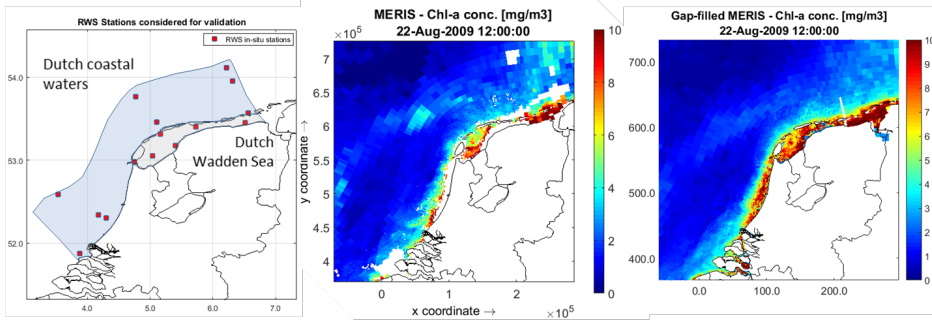 RWS Stations considered for validation
RWS in-situ stations
Dutch coastal
waters
Dutch
Wadden Sea
54.0
53.0
52.0
4.0 5.0 6.0 7.0
MERIS - Chl-a conc. [mg/m3]
22-Aug-2009 12:00:00
×10⁵
y coordinate →
7
6.5
6
5.5
5
4.5
4
0 1 2
x coordinate →
×10⁵
10
8
6
4
2
0
Gap-filled MERIS - Chl-a conc. [mg/m3]
22-Aug-2009 12:00:00
800.0
700.0
600.0
500.0
400.0
0.0 100.0 200.0
10
9
8
7
6
5
4
3
2
1
0